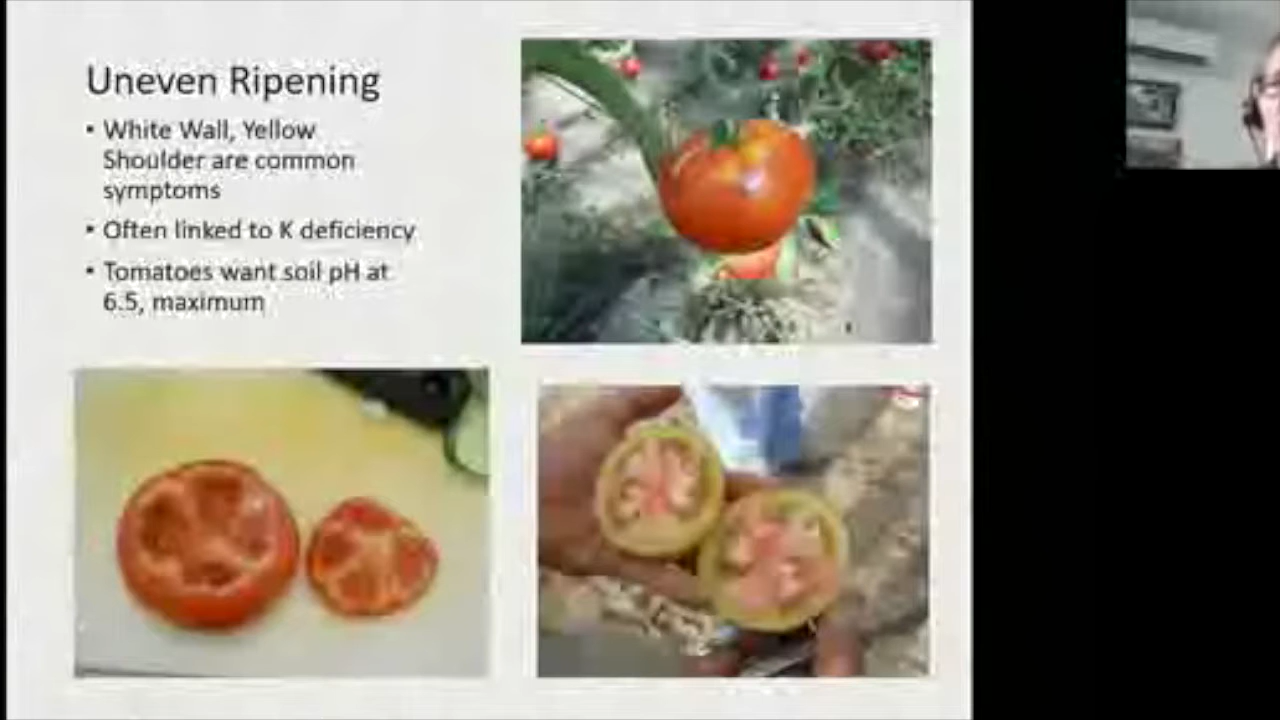 Uneven Ripening
• White Wall, Yellow
Shoulder are common
symptoms
• Often linked to K deficiency
• Tomatoes want soil pH at
6.5, maximum